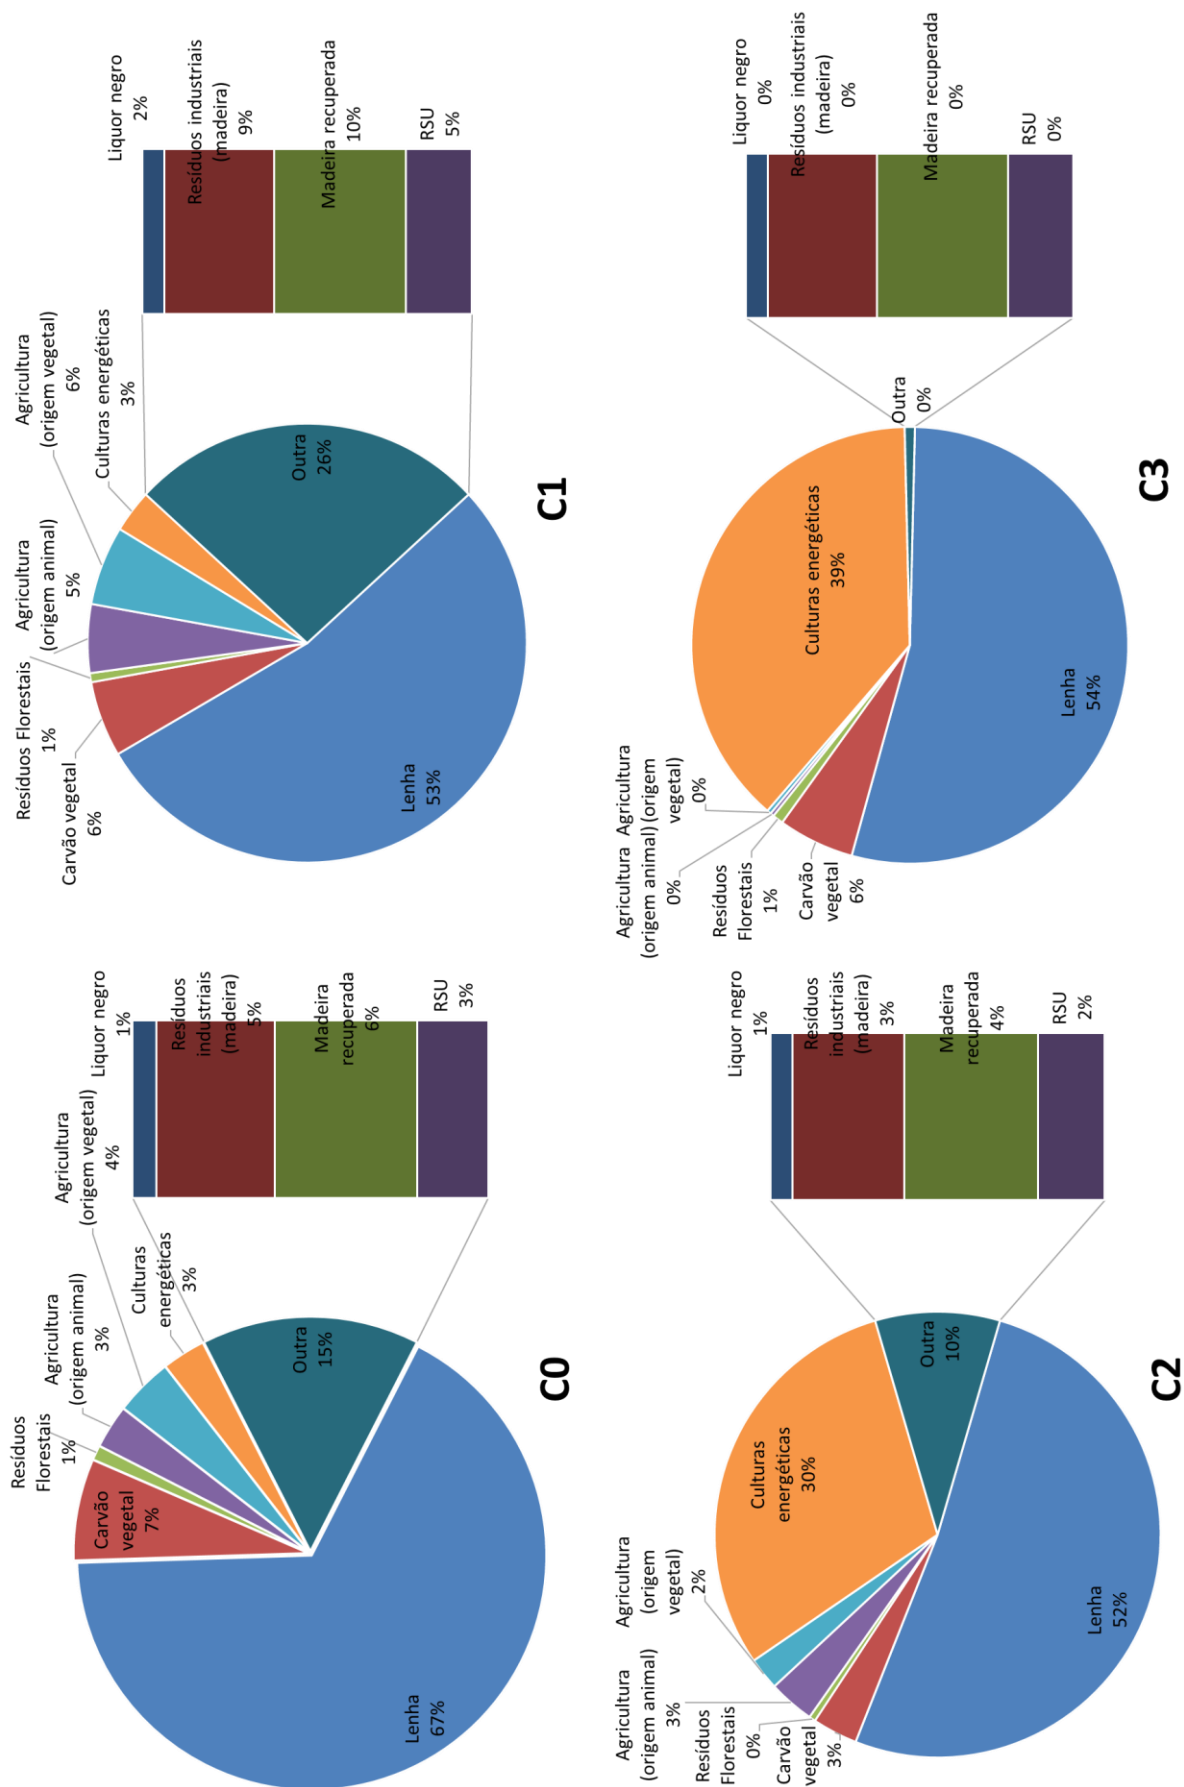 Liquor negro
1%
Resíduos
industriais
(madeira)
5%
Madeira
recuperada
6%
RSU
3%
Agricultura
(origem vegetal)
4%
Agricultura
(origem animal)
3%
Culturas
energéticas
3%
Resíduos
Florestais
1%
Carvão
vegetal
7%
Outra
15%
Lenha
67%
C0
Liquor negro
2%
Resíduos industriais
(madeira)
9%
Madeira recuperada
10%
RSU
5%
Agricultura
(origem vegetal)
6%
Culturas energéticas
3%
Agricultura
(origem animal)
5%
Resíduos Florestais
1%
Carvão vegetal
6%
Outra
26%
Lenha
53%
C1
Liquor negro
1%
Resíduos
industriais
(madeira)
3%
Madeira
recuperada
4%
RSU
2%
Agricultura
(origem
vegetal)
2%
Agricultura
(origem animal)
3%
Resíduos
Florestais
0%
Carvão
vegetal
3%
Culturas
energéticas
30%
Outra
10%
Lenha
52%
C2
Liquor negro
0%
Resíduos industriais
(madeira)
0%
Madeira recuperada
0%
RSU
0%
Outra
0%
Culturas energéticas
39%
Agricultura
(origem
vegetal)
0%
Agricultura
(origem animal)
0%
Resíduos
Florestais
1%
Carvão
vegetal
6%
Lenha
54%
C3